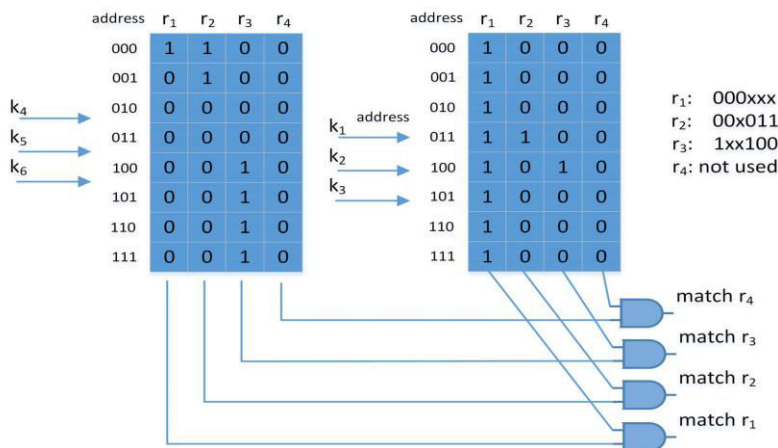 address r₁ r₂ r₃ r₄
000 1 1 0 0
001 0 1 0 0
010 0 0 0 0
011 0 0 0 0
100 0 0 1 0
101 0 0 1 0
110 0 0 1 0
111 0 0 1 0
k₄
k₅
k₆
address r₁ r₂ r₃ r₄
000 1 0 0 0
001 1 0 0 0
010 1 0 0 0
011 1 1 0 0
100 1 0 1 0
101 1 0 0 0
110 1 0 0 0
111 1 0 0 0
k₁ address
k₂
k₃
r₁: 000xxx
r₂: 00x011
r₃: 1xx100
r₄: not used
match r₄
match r₃
match r₂
match r₁